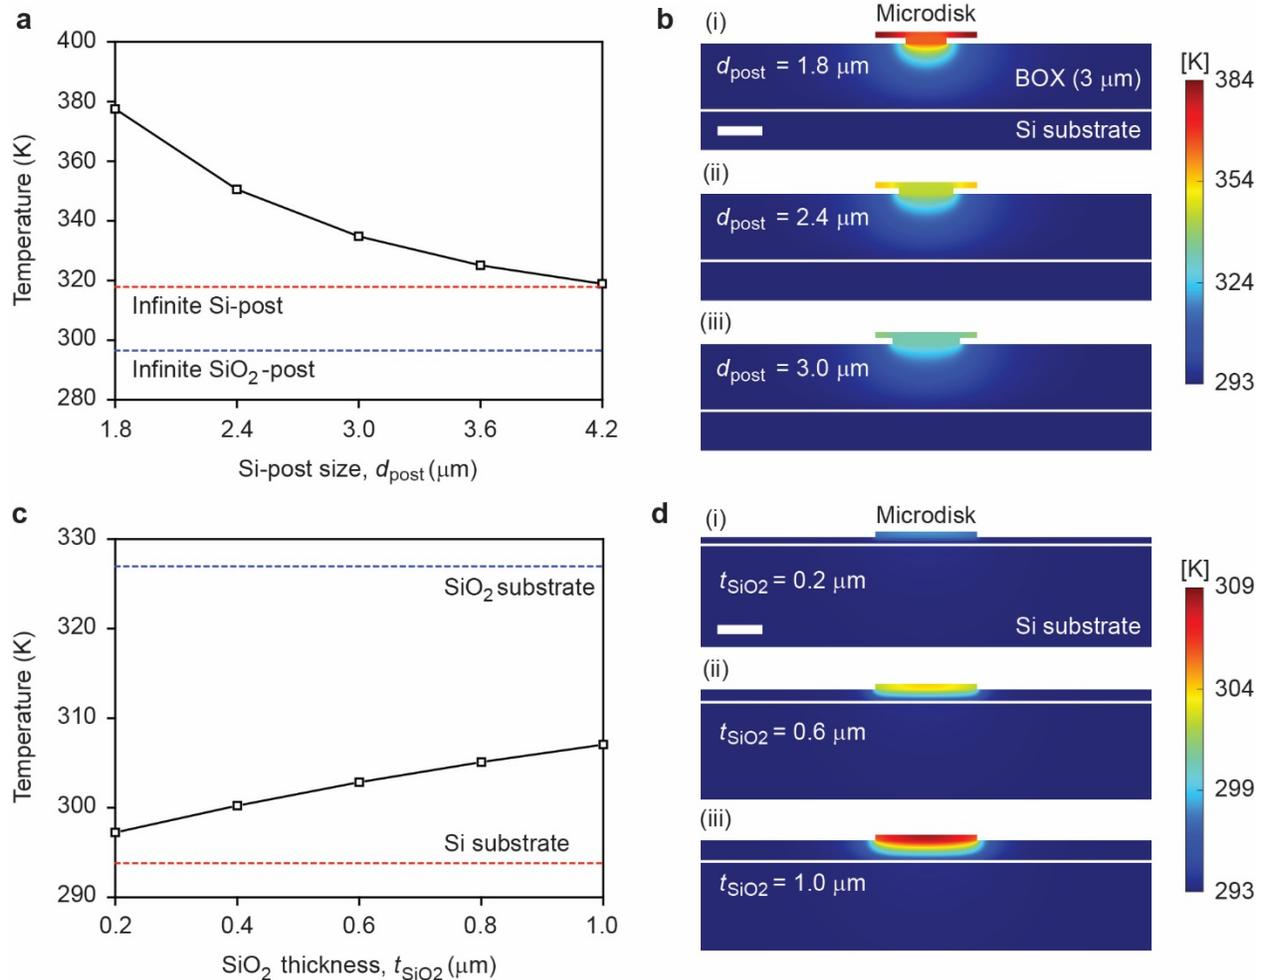 a
400
380
360
340
320
300
280
Temperature (K)
Infinite Si-post
Infinite SiO2-post
1.8 2.4 3.0 3.6 4.2
Si-post size, dpost (μm)
b
(i)
Microdisk
dpost = 1.8 μm
BOX (3 μm)
Si substrate
(ii)
dpost = 2.4 μm
(iii)
dpost = 3.0 μm
[K]
384
354
324
293
c
330
320
310
300
290
Temperature (K)
SiO2 substrate
Si substrate
0.2 0.4 0.6 0.8 1.0
SiO2 thickness, tSiO2 (μm)
d
(i)
Microdisk
tSiO2 = 0.2 μm
Si substrate
(ii)
tSiO2 = 0.6 μm
(iii)
tSiO2 = 1.0 μm
[K]
309
304
299
293